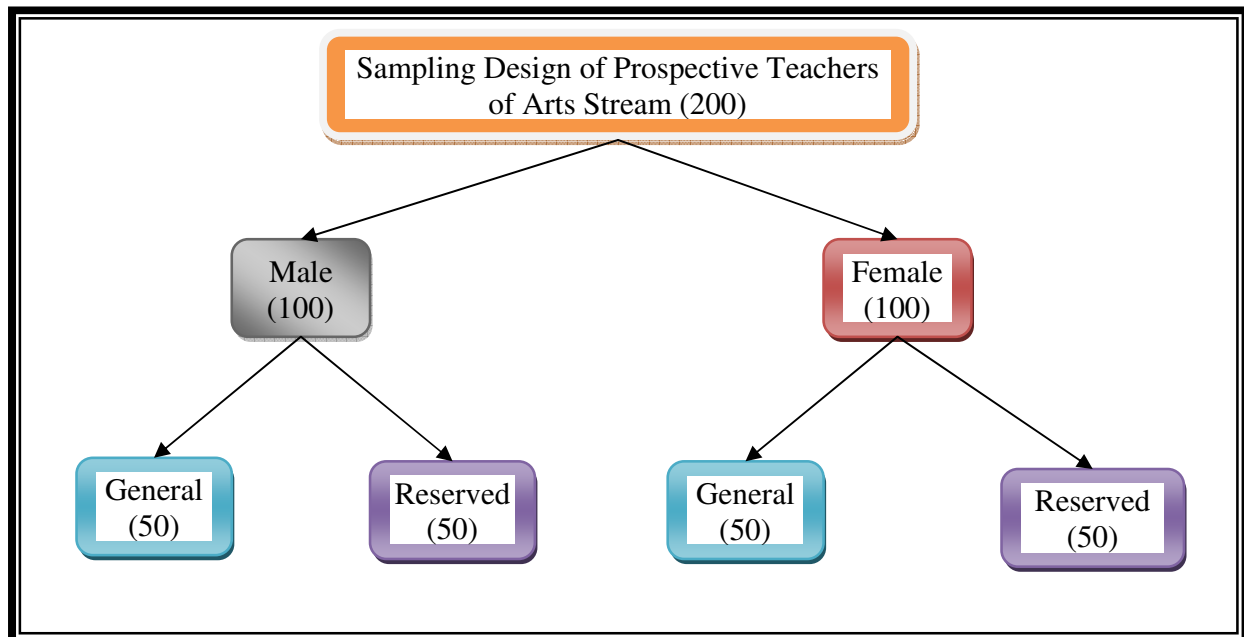 Sampling Design of Prospective Teachers
of Arts Stream (200)
Male
(100)
Female
(100)
General
(50)
Reserved
(50)
General
(50)
Reserved
(50)